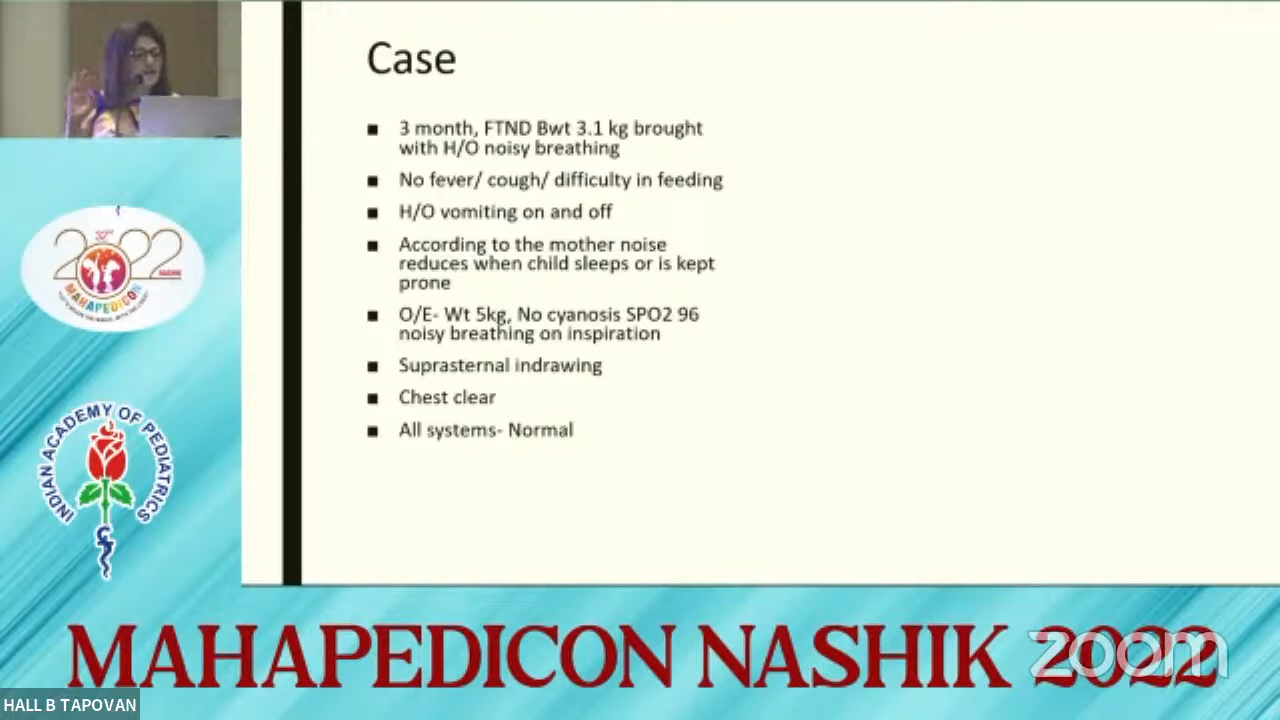 Case
3 month, FTND Bwt 3.1 kg brought
with H/O noisy breathing
No fever/ cough/ difficulty in feeding
H/O vomiting on and off
According to the mother noise
reduces when child sleeps or is kept
prone
O/E- Wt 5kg, No cyanosis SPO2 96
noisy breathing on inspiration
Suprasternal indrawing
Chest clear
All systems- Normal
2022
MAHAPEDICON
INDIAN ACADEMY OF PEDIATRICS
MAHAPEDICON NASHIK 2022
zoom
HALL B TAPOVAN